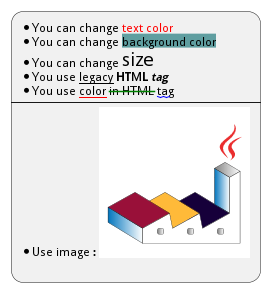 • You can change text color
• You can change background color
• You can change size
• You use legacy HTML tag
• You use color in HTML tag
• Use image :